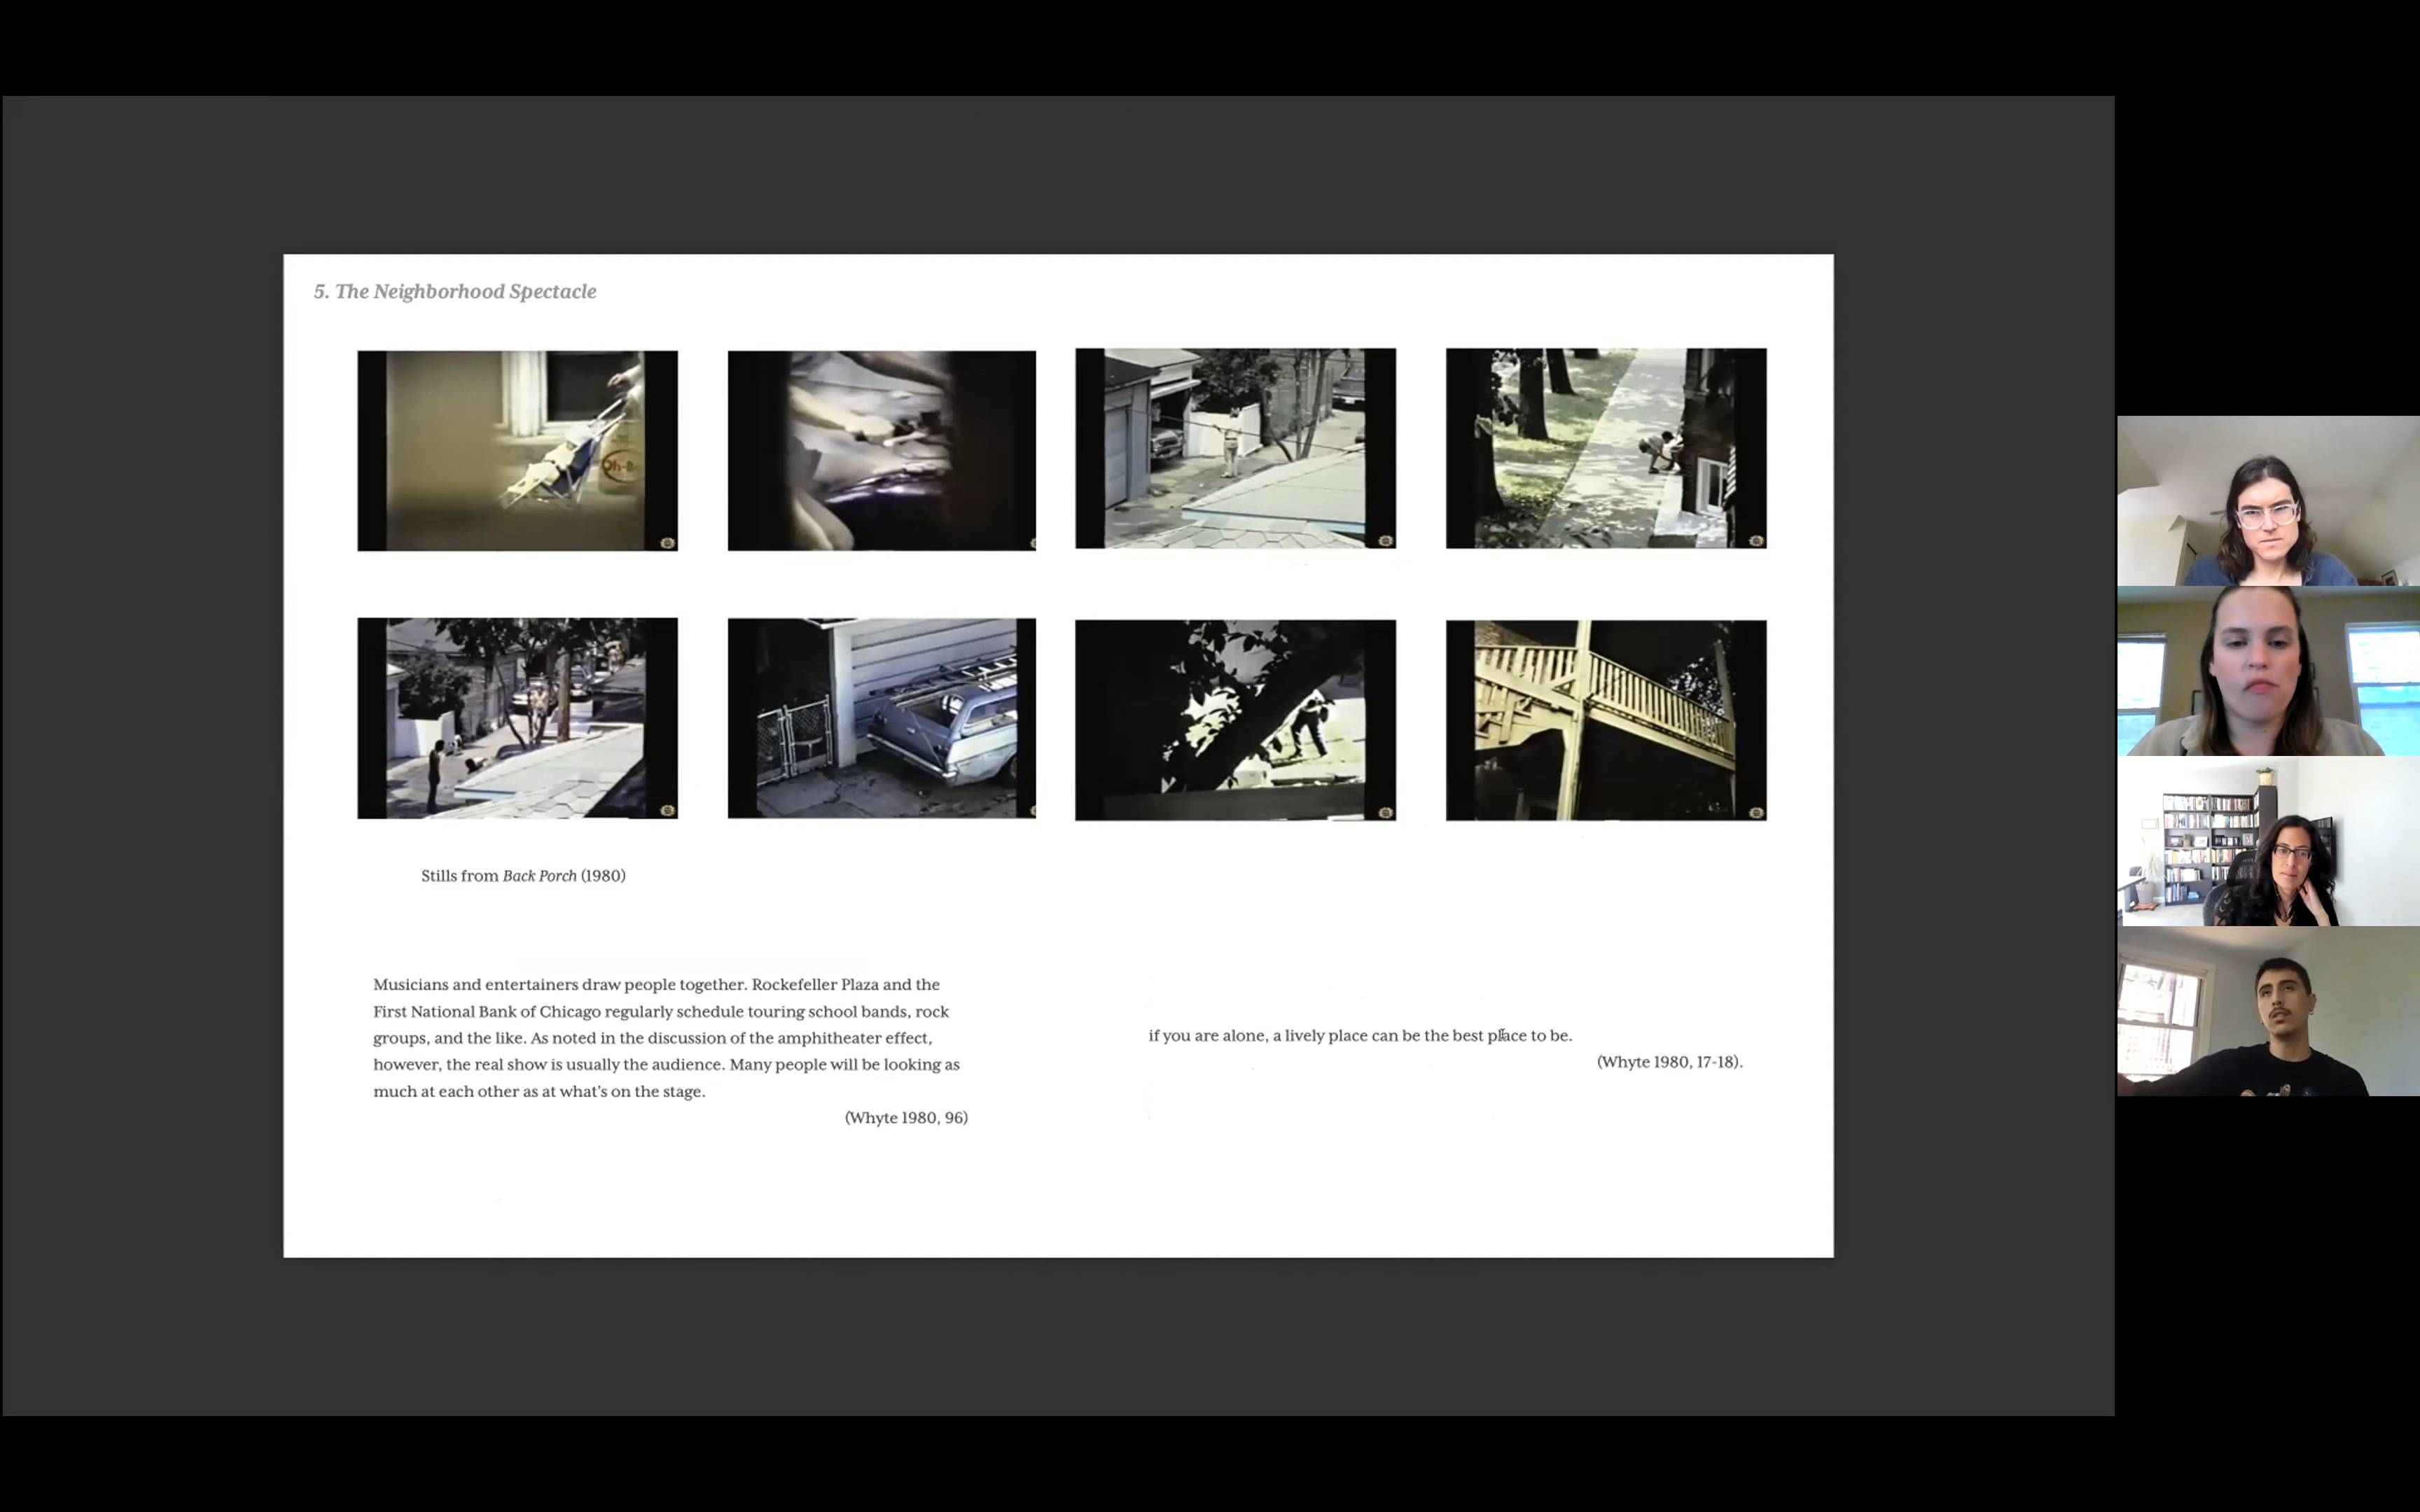 5. The Neighborhood Spectacle
Stills from Back Porch (1980)
Musicians and entertainers draw people together. Rockefeller Plaza and the
First National Bank of Chicago regularly schedule touring school bands, rock
groups, and the like. As noted in the discussion of the amphitheater effect,
however, the real show is usually the audience. Many people will be looking as
much at each other as at what's on the stage.
(Whyte 1980, 96)
if you are alone, a lively place can be the best place to be.
(Whyte 1980, 17-18).